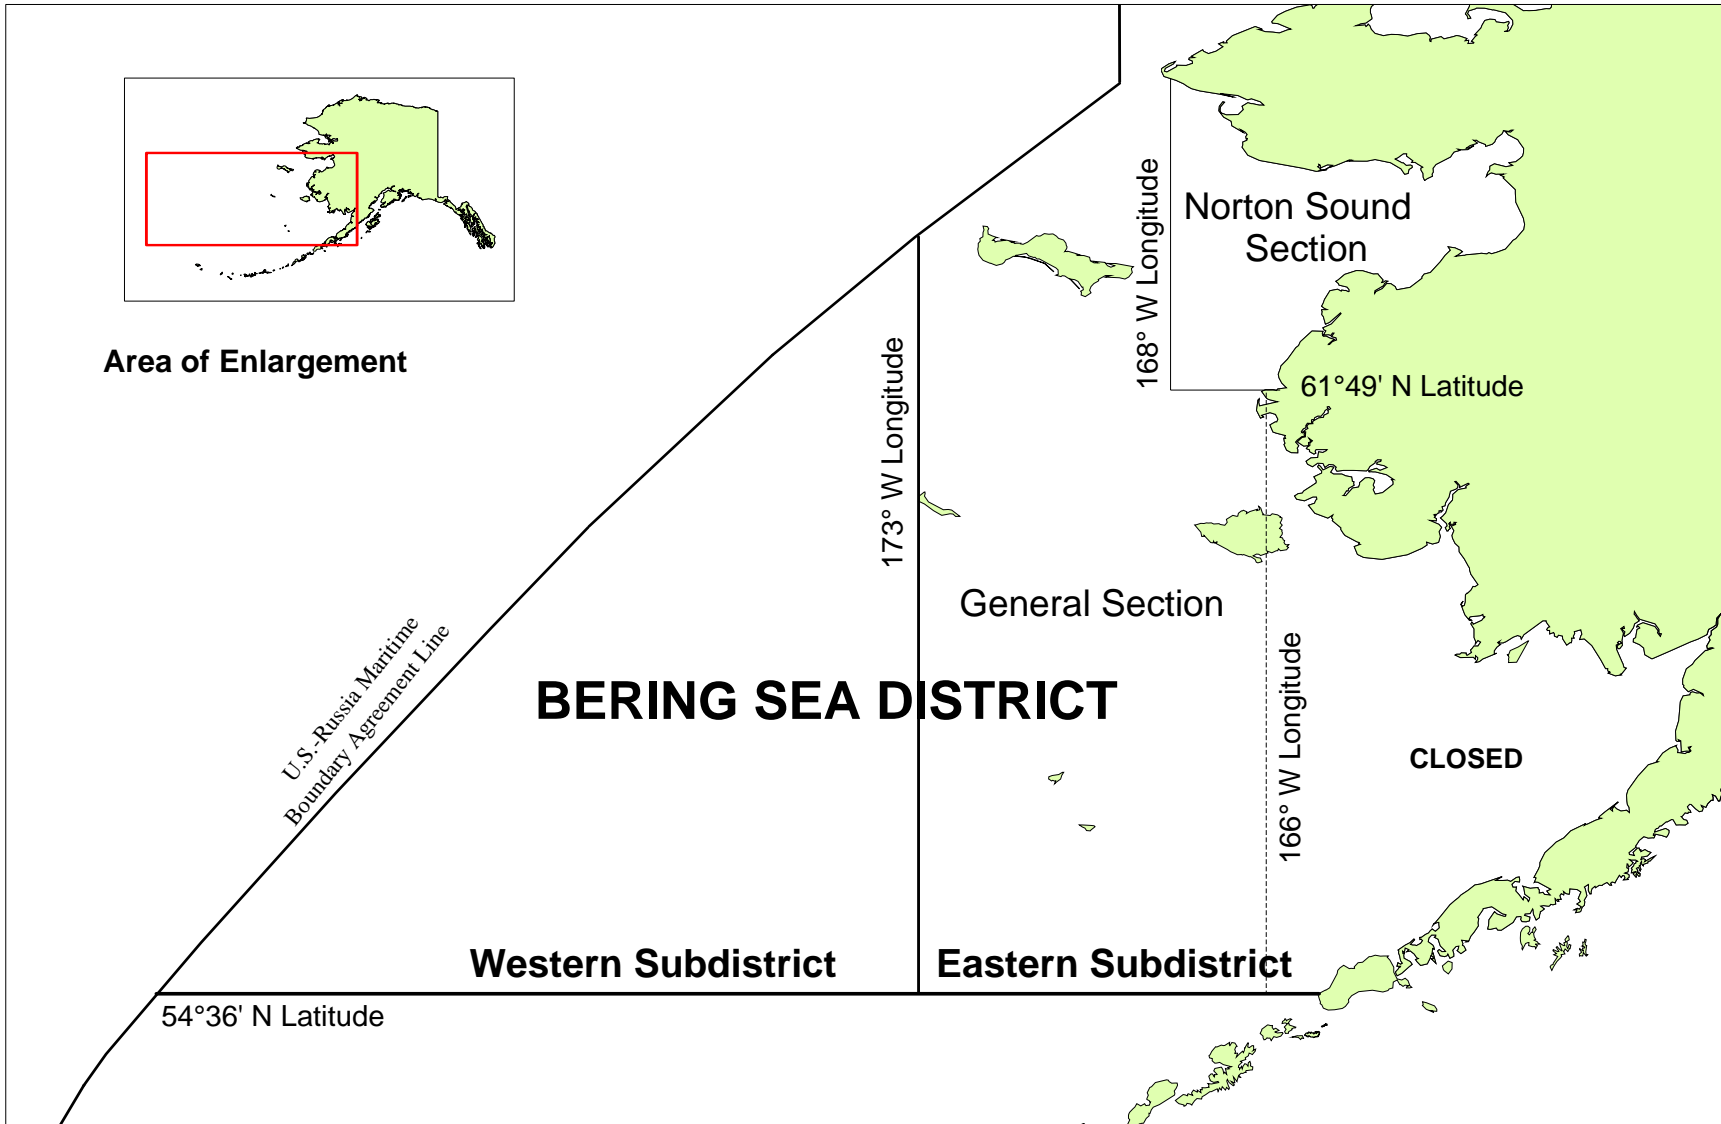 Norton Sound
Section
168° W Longitude
Area of Enlargement
61°49' N Latitude
173° W Longitude
General Section
U.S.-Russia Maritime
Boundary Agreement Line
BERING SEA DISTRICT
166° W Longitude
CLOSED
Western Subdistrict
Eastern Subdistrict
54°36' N Latitude